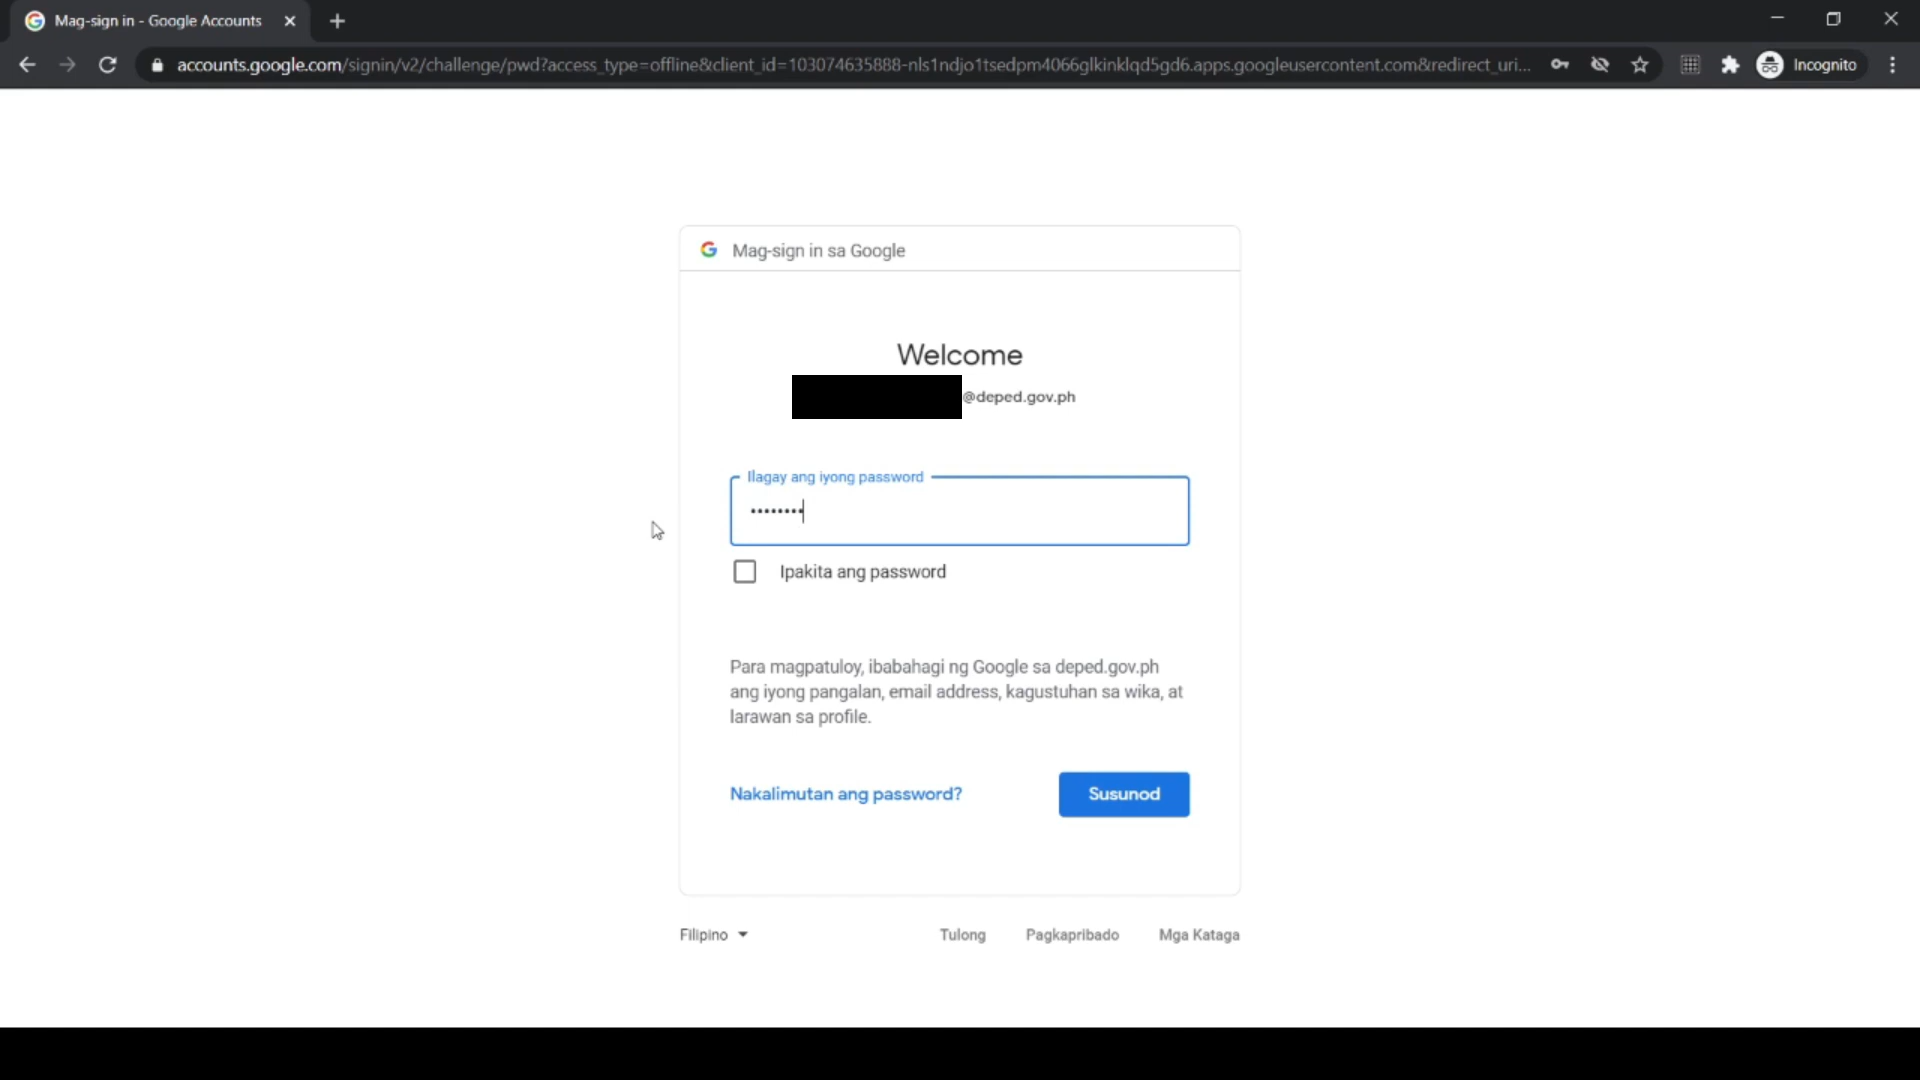 Mag-sign in - Google Accounts
accounts.google.com/signin/v2/challenge/pwd?access_type=offline&client_id=103074635888-nls1ndjo1tsedpm4066glkinklqd5gd6.apps.googleusercontent.com&redirect_uri...
Incognito
Mag-sign in sa Google
Welcome
@deped.gov.ph
Ilagay ang iyong password
Ipakita ang password
Para magpatuloy, ibabahagi ng Google sa deped.gov.ph
ang iyong pangalan, email address, kagustuhan sa wika, at
larawan sa profile.
Nakalimutan ang password?
Susunod
Filipino
Tulong
Pagkapribado
Mga Kataga